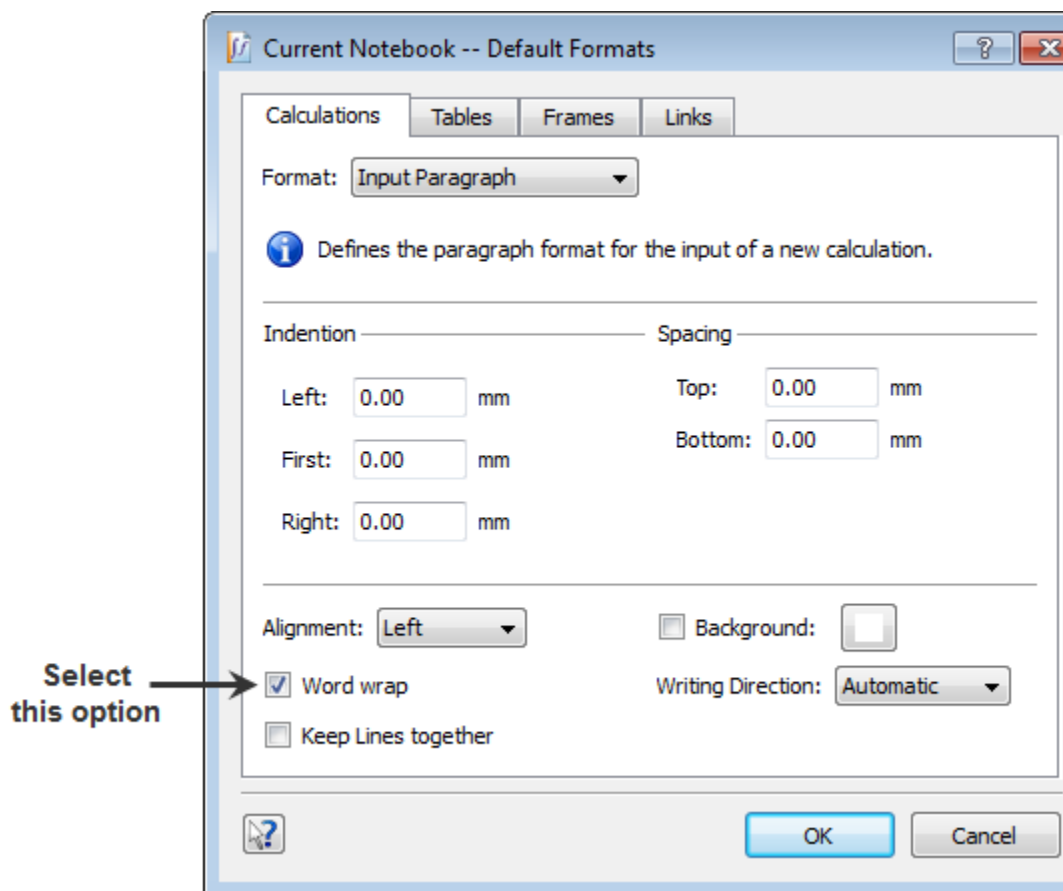 Current Notebook -- Default Formats
Calculations Tables Frames Links
Format: Input Paragraph
Defines the paragraph format for the input of a new calculation.
Indention Spacing
Left: 0.00 mm Top: 0.00 mm
Bottom: 0.00 mm
First: 0.00 mm
Right: 0.00 mm
Alignment: Left Background:
Select
this option
Word wrap Writing Direction: Automatic
Keep Lines together
OK Cancel